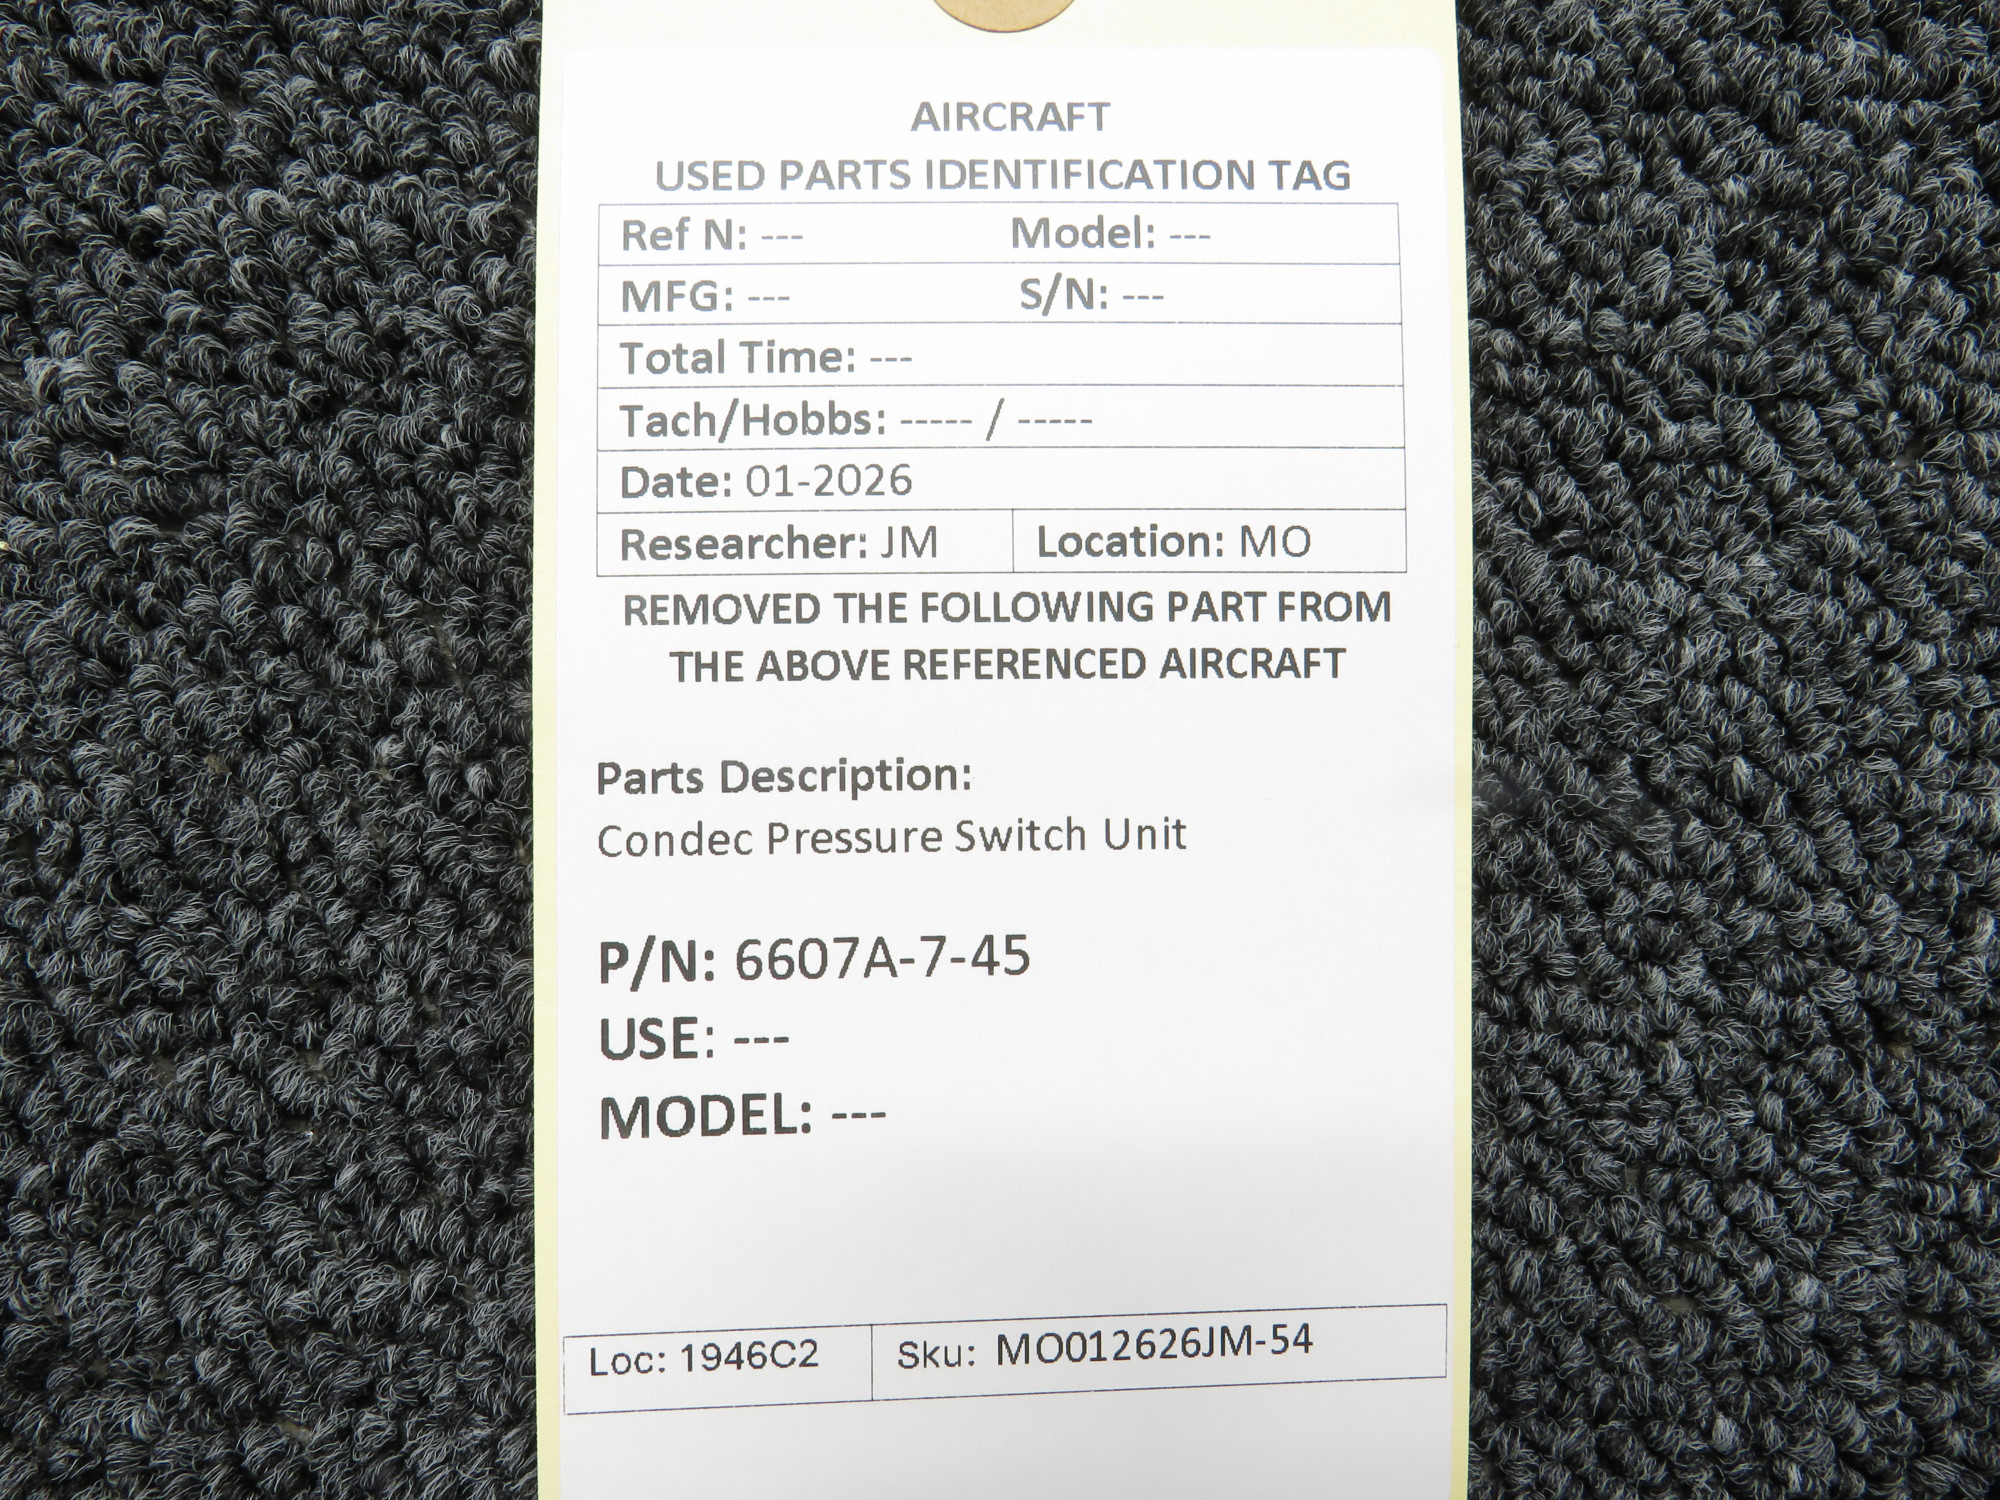 AIRCRAFT
USED PARTS IDENTIFICATION TAG
Ref N: --- Model: ---
MFG: --- S/N: ---
Total Time: ---
Tach/Hobbs: ----- / -----
Date: 01-2026
Researcher: JM Location: MO
REMOVED THE FOLLOWING PART FROM
THE ABOVE REFERENCED AIRCRAFT
Parts Description:
Condec Pressure Switch Unit
P/N: 6607A-7-45
USE: ---
MODEL: ---
Loc: 1946C2 Sku: MO012626JM-54